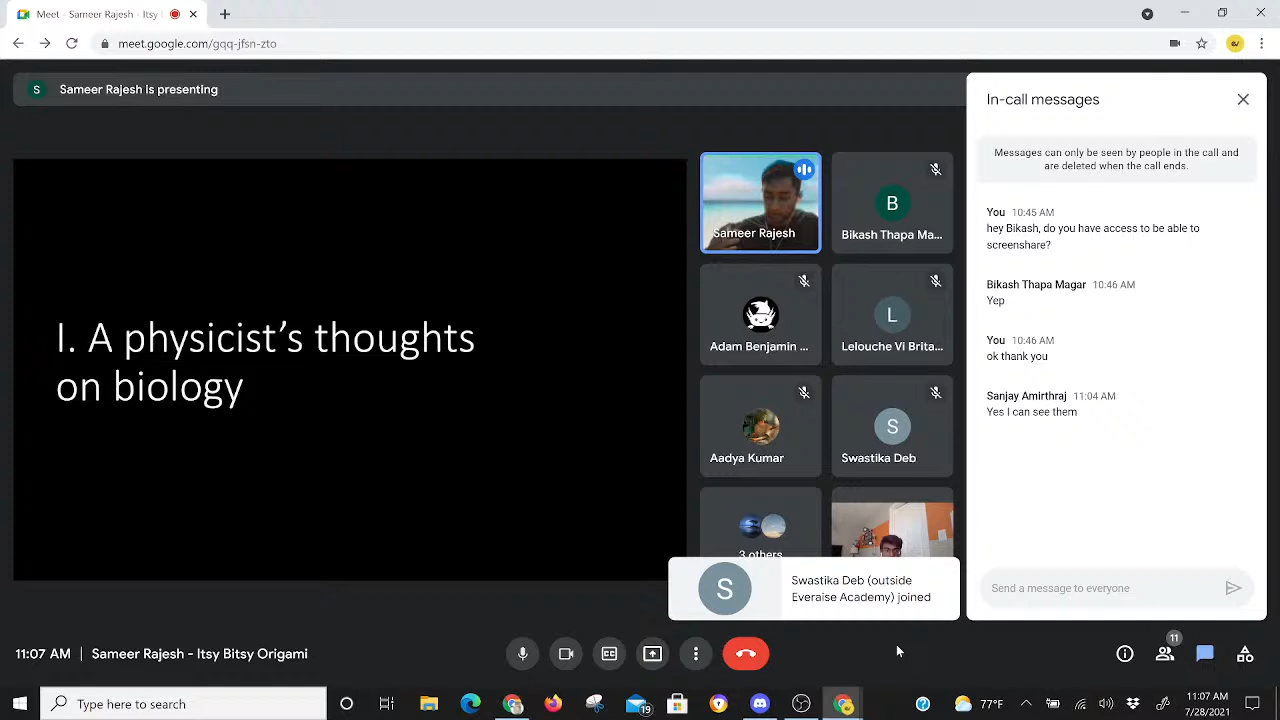 Meet - Sameer Rajesh - Itsy I
meet.google.com/gqq-jfsn-zto
S
Sameer Rajesh is presenting
I. A physicist's thoughts
on biology
Sameer Rajesh
B
Bikash Thapa Ma...
Adam Benjamin ...
L
Lelouche Vi Brita...
Aadya Kumar
S
Swastika Deb
3 others
S
Swastika Deb (outside
Everaise Academy) joined
In-call messages
Messages can only be seen by people in the call and
are deleted when the call ends.
You 10:45 AM
hey Bikash, do you have access to be able to
screenshare?
Bikash Thapa Magar 10:46 AM
Yep
You 10:46 AM
ok thank you
Sanjay Amirthraj 11:04 AM
Yes I can see them
Send a message to everyone
11:07 AM | Sameer Rajesh - Itsy Bitsy Origami
11
Type here to search
19
77°F
11:07 AM
7/28/2021